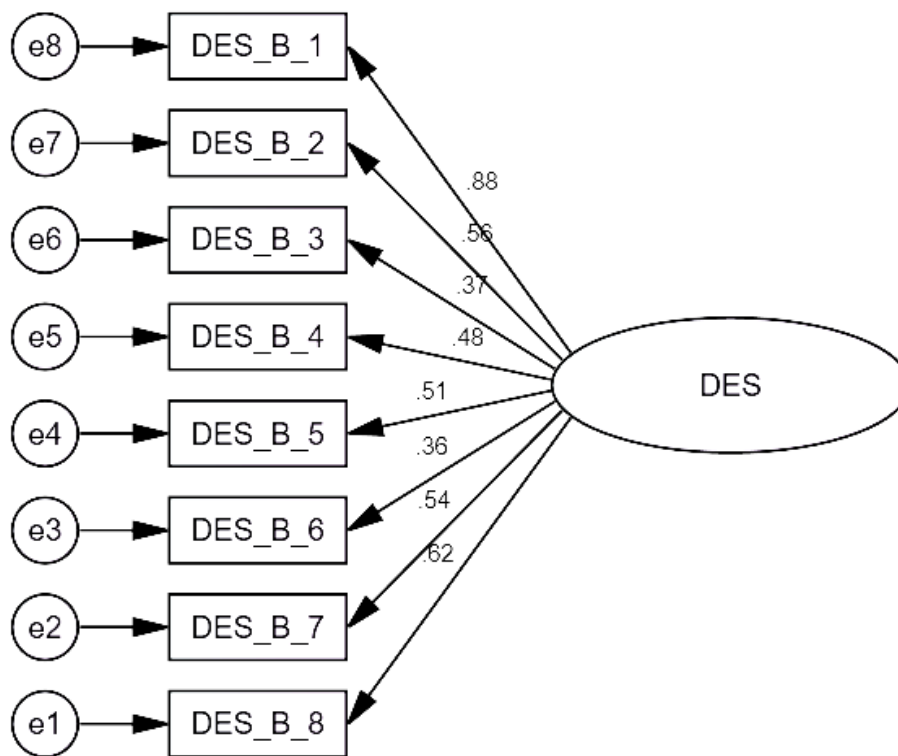 e8 DES_B_1
e7 DES_B_2
.88
.56
e6 DES_B_3
.37
e5 DES_B_4
.48
DES
.51
e4 DES_B_5
.36
e3 DES_B_6
.54
.62
e2 DES_B_7
e1 DES_B_8